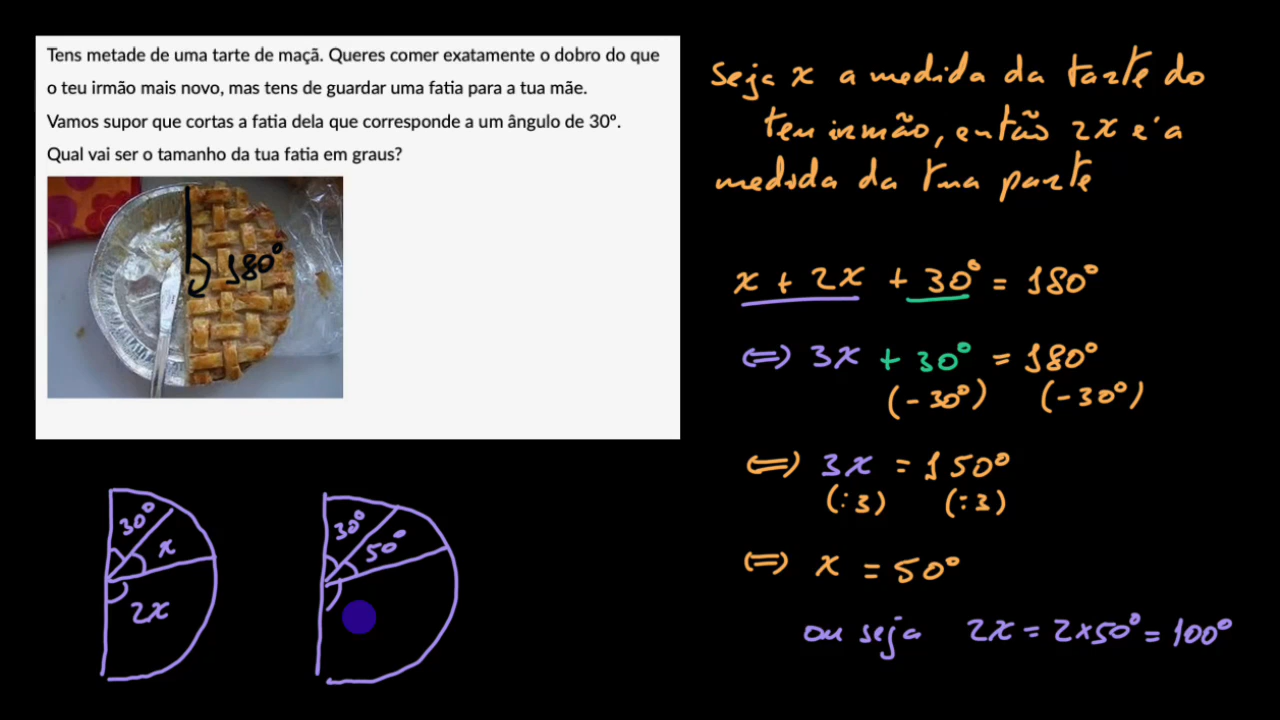 Tens metade de uma tarte de maçã. Queres comer exatamente o dobro do que
o teu irmão mais novo, mas tens de guardar uma fatia para a tua mãe.
Vamos supor que cortas a fatia dela que corresponde a um ângulo de 30º.
Qual vai ser o tamanho da tua fatia em graus?
180°
Seja x a medida da tarte do
teu irmão, então 2x é a
medida da tua parte
x + 2x + 30° = 180°
⇔ 3x + 30° = 180°
(-30°) (-30°)
⇔ 3x = 150°
(:3) (:3)
⇔ x = 50°
ou seja 2x = 2×50° = 100°
30°
x
2x
30°
50°